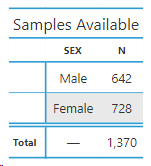 Samples Available
SEX N
Male 642
Female 728
Total — 1,370